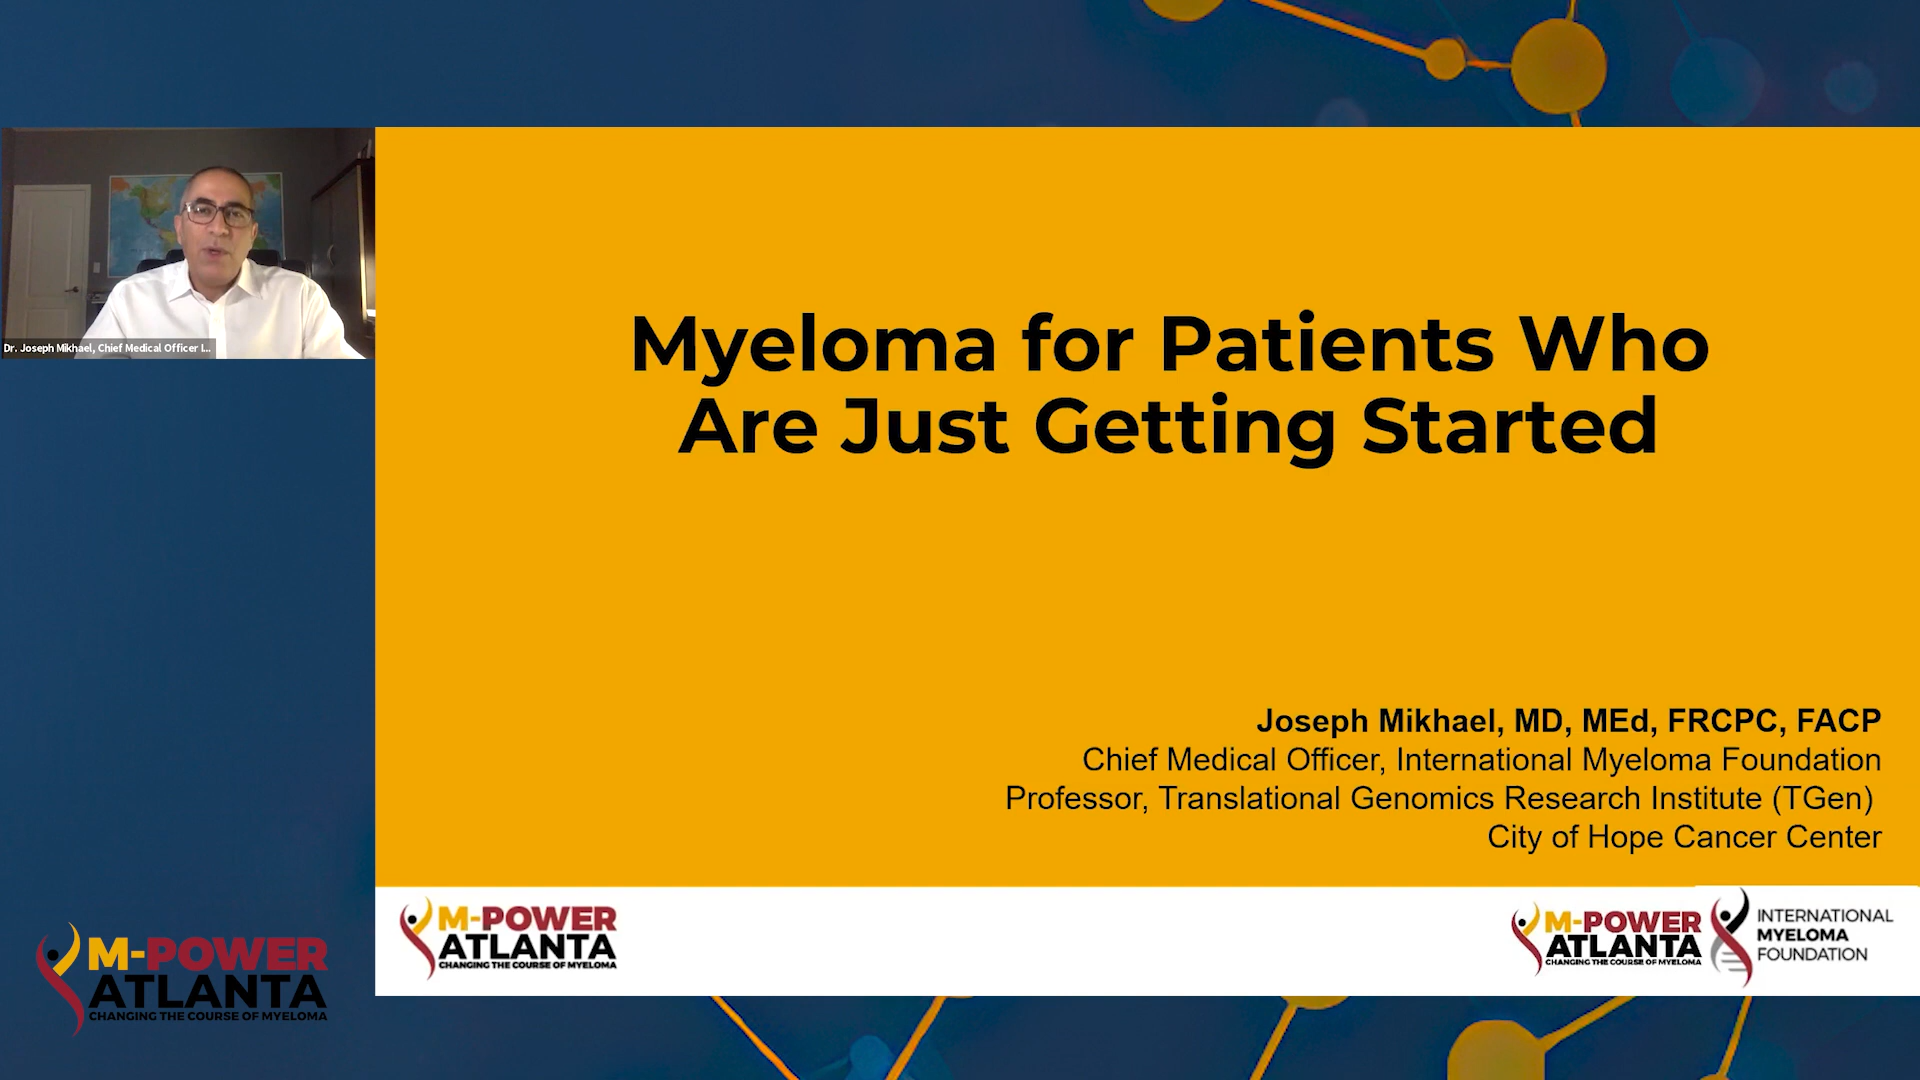 Dr. Joseph Mikhael, Chief Medical Officer I...
Myeloma for Patients Who
Are Just Getting Started
Joseph Mikhael, MD, MEd, FRCPC, FACP
Chief Medical Officer, International Myeloma Foundation
Professor, Translational Genomics Research Institute (TGen)
City of Hope Cancer Center
M-POWER
ATLANTA
CHANGING THE COURSE OF MYELOMA
M-POWER
ATLANTA
CHANGING THE COURSE OF MYELOMA
INTERNATIONAL
MYELOMA
FOUNDATION
M-POWER
ATLANTA
CHANGING THE COURSE OF MYELOMA